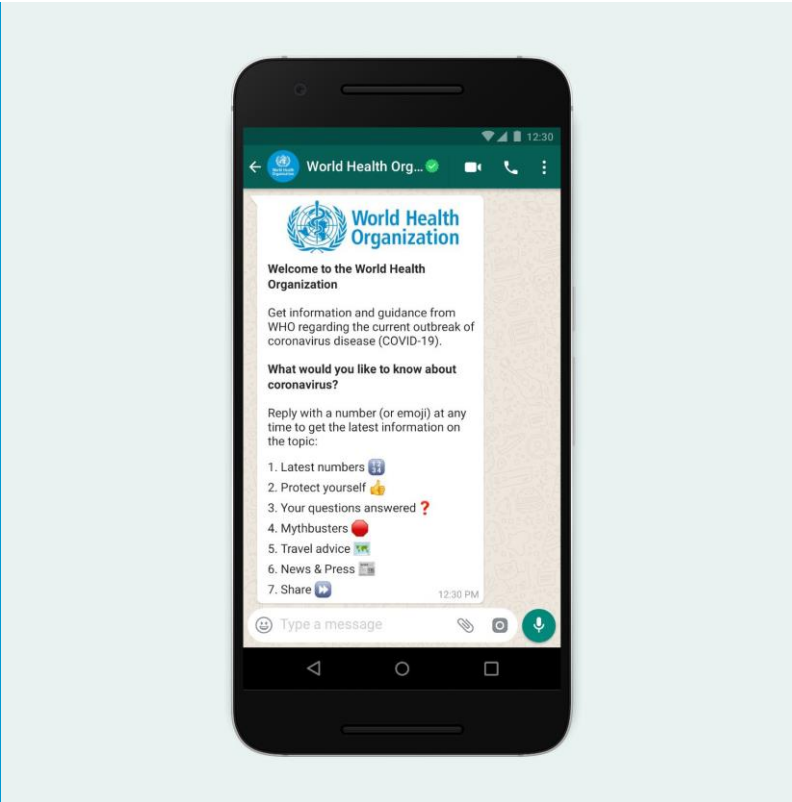 12:30
World Health Org...
World Health
Organization
Welcome to the World Health
Organization
Get information and guidance from
WHO regarding the current outbreak of
coronavirus disease (COVID-19).
What would you like to know about
coronavirus?
Reply with a number (or emoji) at any
time to get the latest information on
the topic:
1. Latest numbers 🔢
2. Protect yourself 👍
3. Your questions answered ❓
4. Mythbusters 🛑
5. Travel advice 🗺️
6. News & Press 📰
7. Share ⏩
12:30 PM
Type a message